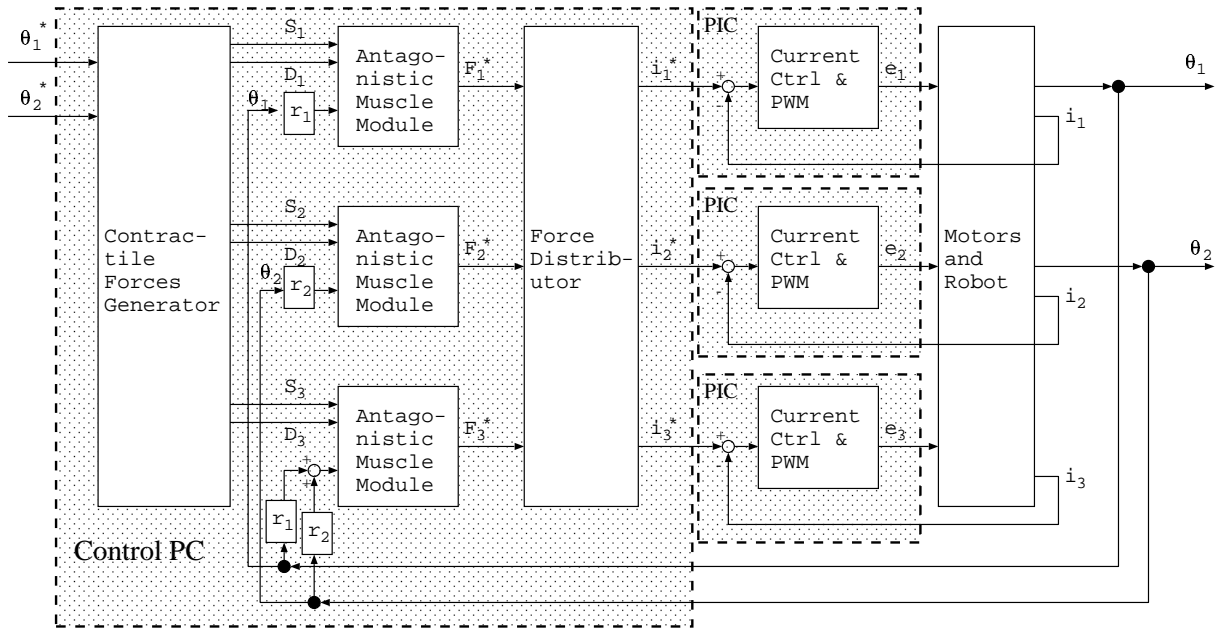 θ1*
θ2*
Contrac-
tile
Forces
Generator
S1
D1
θ1
r1
Antago-
nistic
Muscle
Module
F1*
S2
D2
θ2
r2
Antago-
nistic
Muscle
Module
F2*
S3
D3
+
+
r1
r2
Antago-
nistic
Muscle
Module
F3*
Control PC
Force
Distrib-
utor
i1*
i2*
i3*
PIC
+
-
Current
Ctrl &
PWM
e1
PIC
+
-
Current
Ctrl &
PWM
e2
PIC
+
-
Current
Ctrl &
PWM
e3
Motors
and
Robot
θ1
i1
θ2
i2
i3